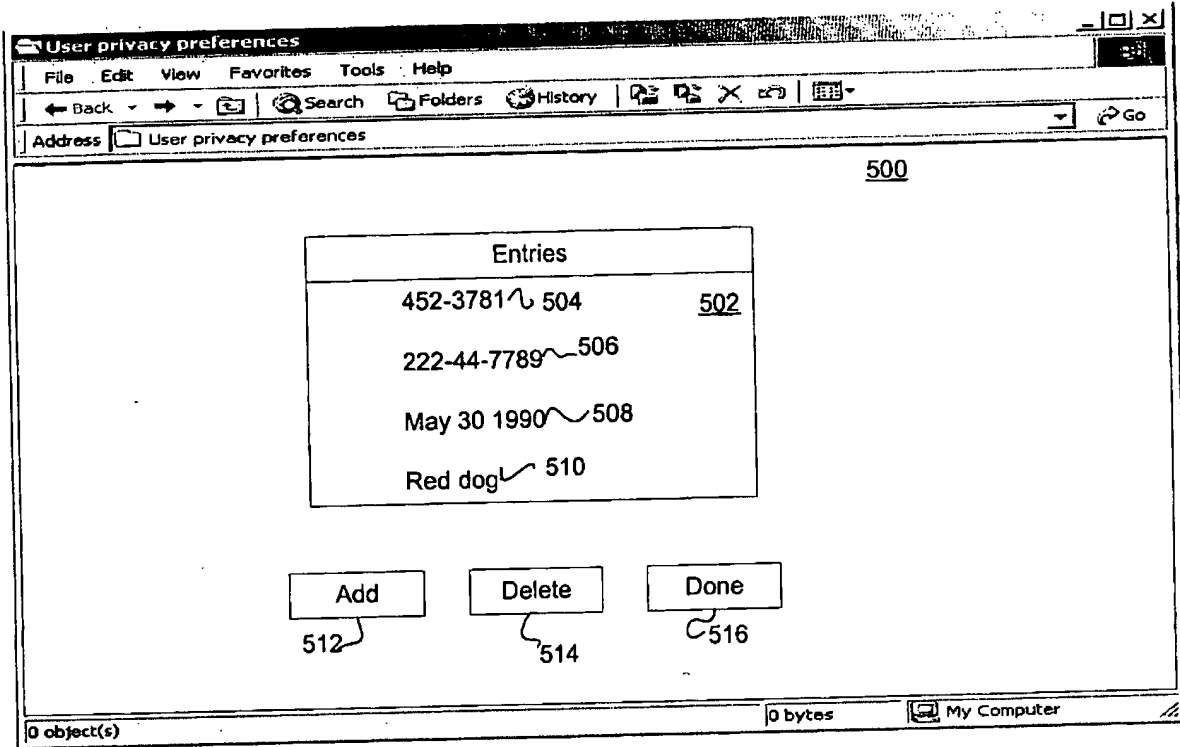 User privacy preferences
File Edit View Favorites Tools Help
Back Search Folders History
Address User privacy preferences Go
500
Entries
452-3781 504 502
222-44-7789 506
May 30 1990 508
Red dog 510
Add Delete Done
512 514 516
0 object(s) 0 bytes My Computer